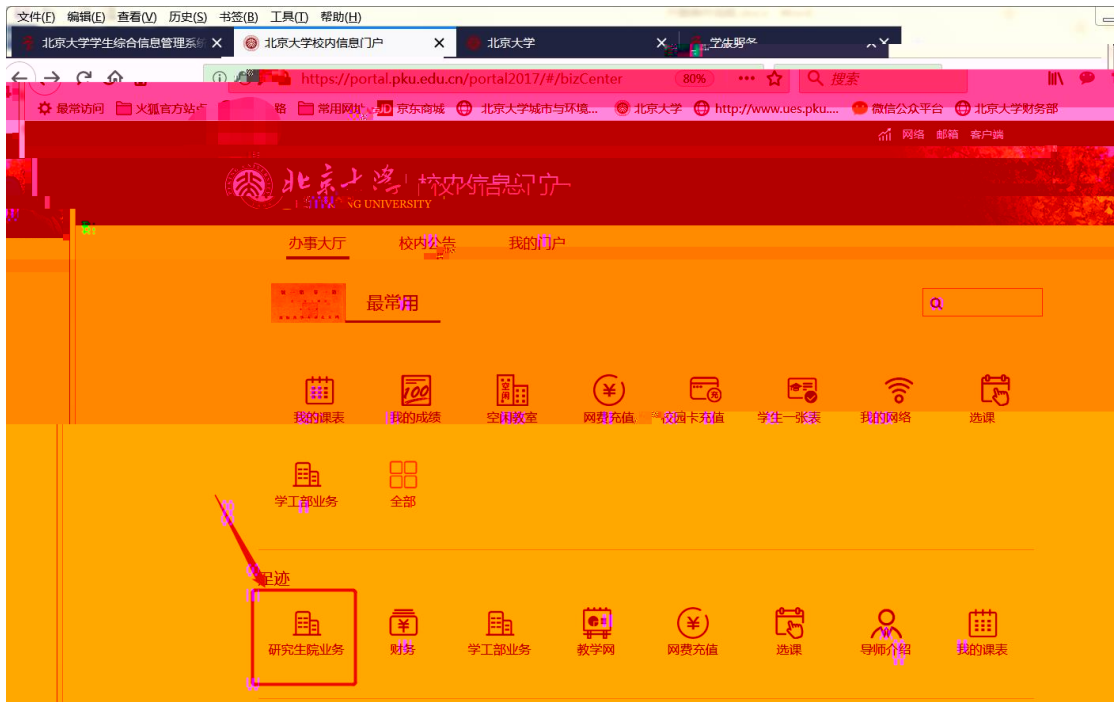 文件(F) 编辑(E) 查看(V) 历史(S) 书签(B) 工具(T) 帮助(H)
北京大学学生综合信息管理系统 北京大学校内信息门户 北京大学
https://portal.pku.edu.cn/portal2017/#/bizCenter 80% 搜索
最常访问 火狐官方站点 常用网址 JD 京东商城 北京大学城市与环境... 北京大学 http://www.ues.pku.... 微信公众平台 北京大学财务部
网络 邮箱 客户端
北京大学 校内信息门户
NG UNIVERSITY
办事大厅 校内公告 我的门户
最常用
我的课表 我的成绩 空闲教室 网费充值 校园卡充值 学生一张表 我的网络 选课
学工部业务 全部
足迹
研究生院业务 财务 学工部业务 教学网 网费充值 选课 导师介绍 我的课表